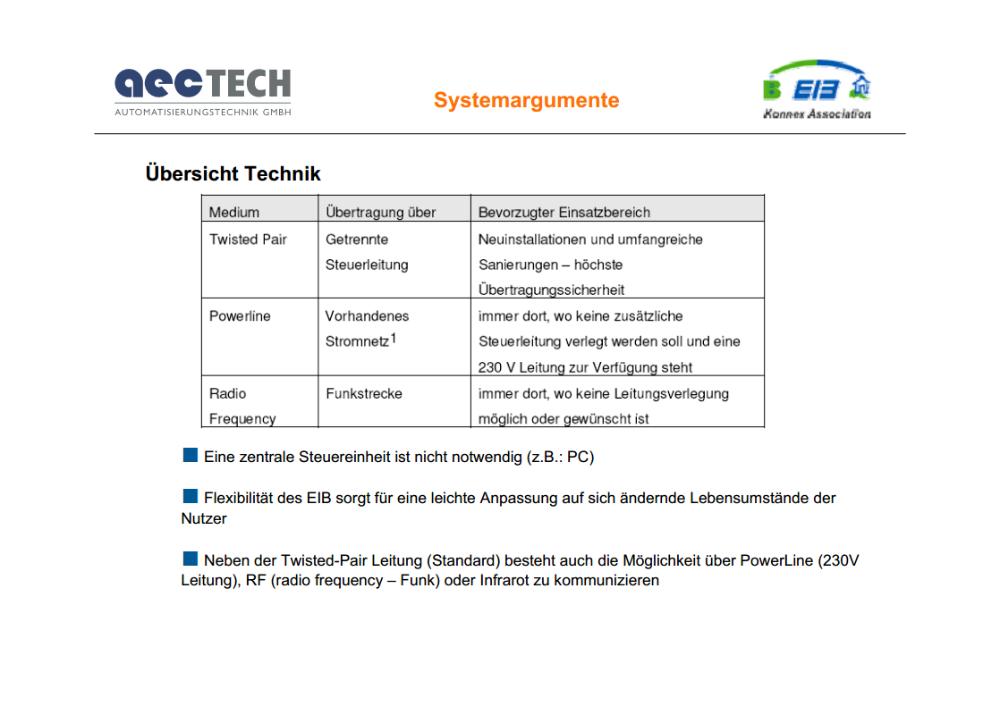 aecTECH
AUTOMATISIERUNGSTECHNIK GMBH
Systemargumente
B EIB
Konnex Association
Übersicht Technik
Medium Übertragung über Bevorzugter Einsatzbereich
Twisted Pair Getrennte Neuinstallationen und umfangreiche
Steuerleitung Sanierungen – höchste
Übertragungssicherheit
Powerline Vorhandenes immer dort, wo keine zusätzliche
Stromnetz1 Steuerleitung verlegt werden soll und eine
230 V Leitung zur Verfügung steht
Radio Funkstrecke immer dort, wo keine Leitungsverlegung
Frequency möglich oder gewünscht ist
Eine zentrale Steuereinheit ist nicht notwendig (z.B.: PC)
Flexibilität des EIB sorgt für eine leichte Anpassung auf sich ändernde Lebensumstände der
Nutzer
Neben der Twisted-Pair Leitung (Standard) besteht auch die Möglichkeit über PowerLine (230V
Leitung), RF (radio frequency – Funk) oder Infrarot zu kommunizieren